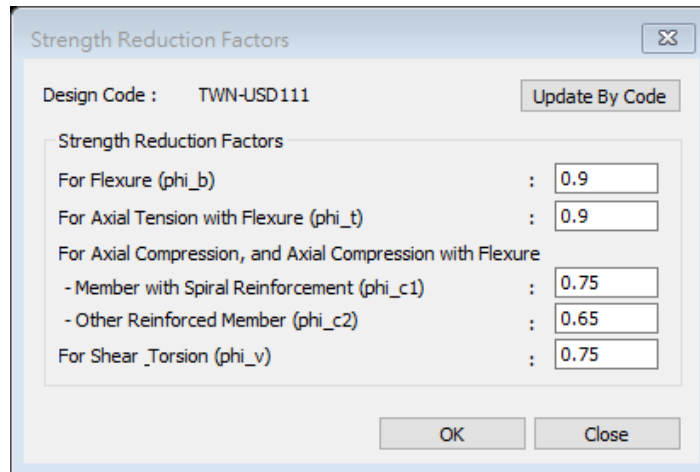 Strength Reduction Factors
Design Code : TWN-USD111 Update By Code
Strength Reduction Factors
For Flexure (phi_b) : 0.9
For Axial Tension with Flexure (phi_t) : 0.9
For Axial Compression, and Axial Compression with Flexure
- Member with Spiral Reinforcement (phi_c1) : 0.75
- Other Reinforced Member (phi_c2) : 0.65
For Shear _Torsion (phi_v) : 0.75
OK Close